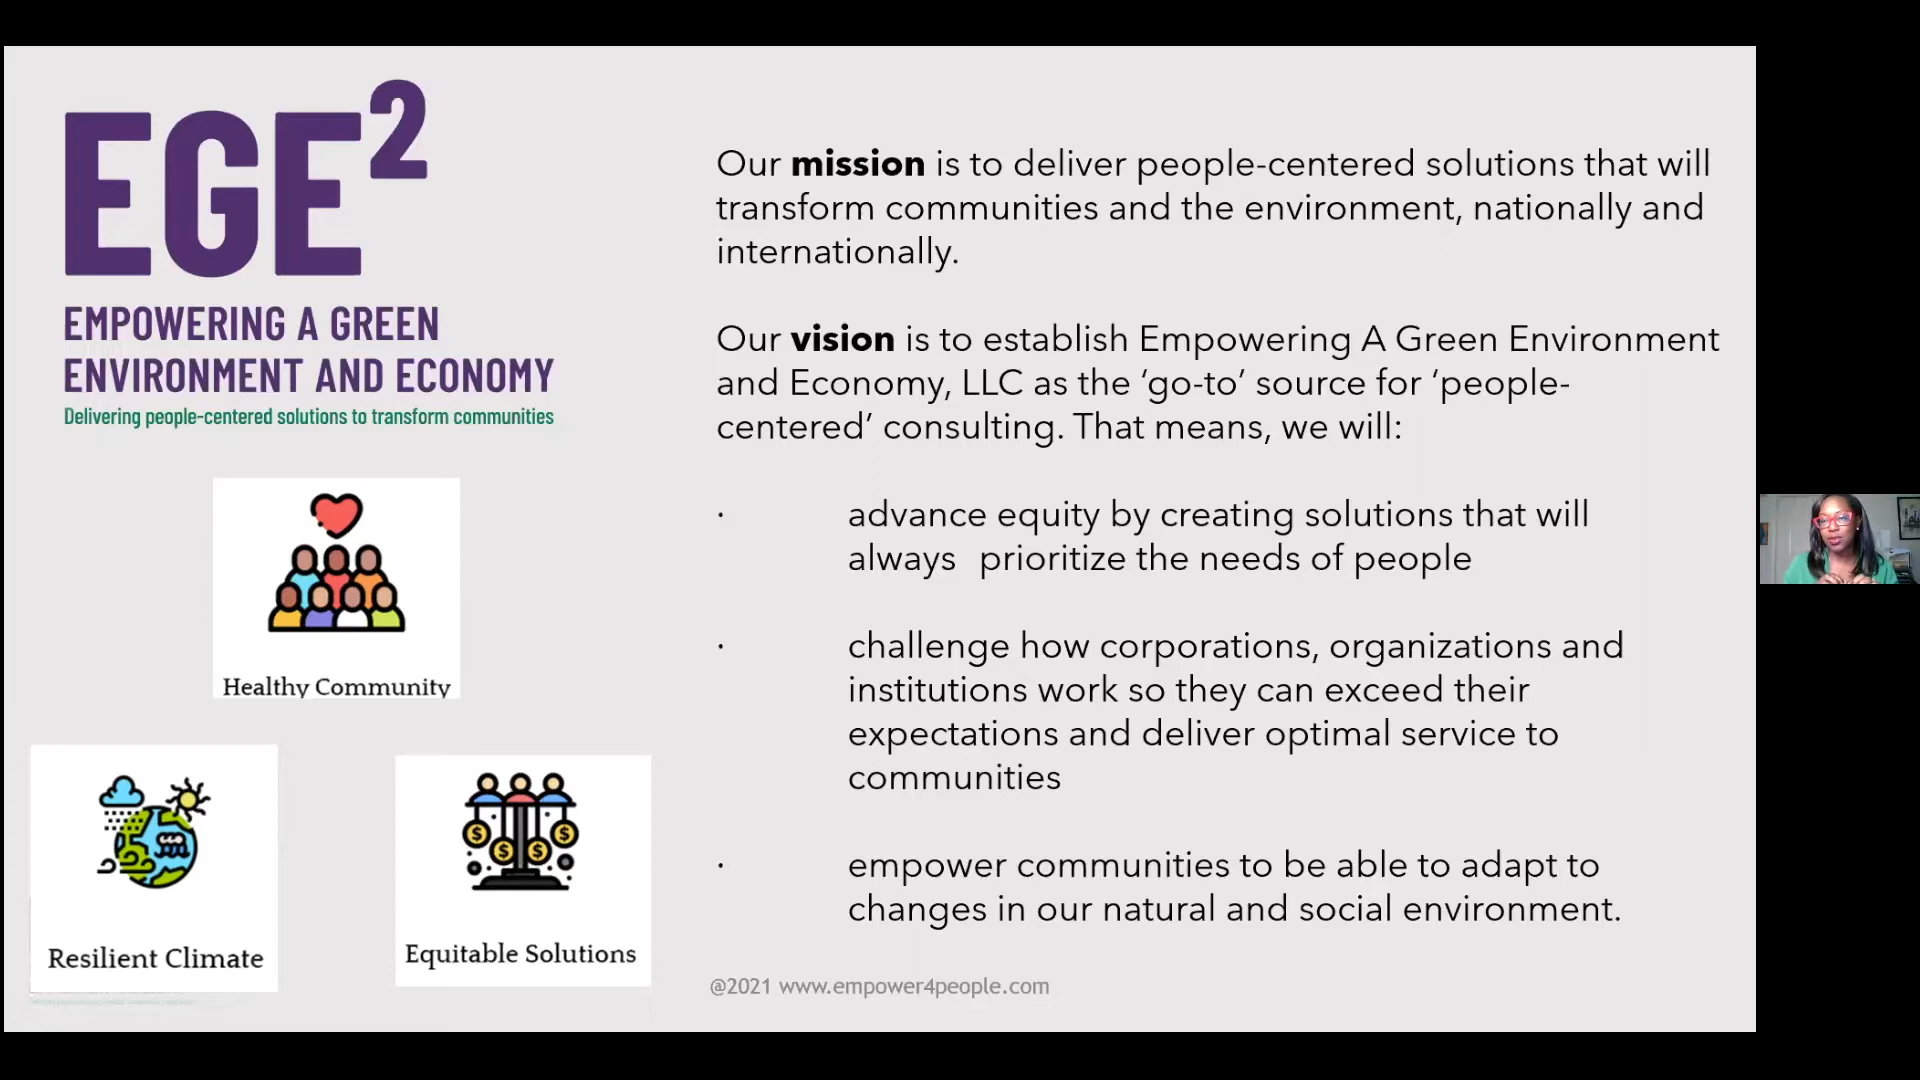 EGE²
EMPOWERING A GREEN
ENVIRONMENT AND ECONOMY
Delivering people-centered solutions to transform communities
Healthy Community
Resilient Climate
Equitable Solutions
Our mission is to deliver people-centered solutions that will
transform communities and the environment, nationally and
internationally.
Our vision is to establish Empowering A Green Environment
and Economy, LLC as the ‘go-to’ source for ‘people-
centered’ consulting. That means, we will:
· advance equity by creating solutions that will
always prioritize the needs of people
· challenge how corporations, organizations and
institutions work so they can exceed their
expectations and deliver optimal service to
communities
· empower communities to be able to adapt to
changes in our natural and social environment.
@2021 www.empower4people.com